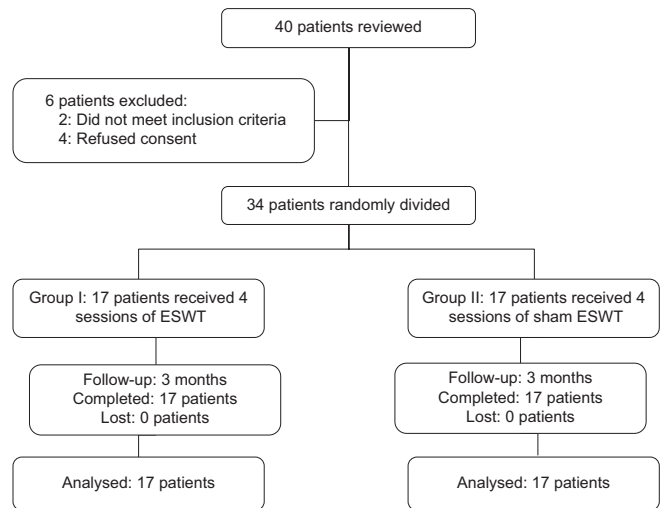 40 patients reviewed
6 patients excluded:
2: Did not meet inclusion criteria
4: Refused consent
34 patients randomly divided
Group I: 17 patients received 4
sessions of ESWT
Group II: 17 patients received 4
sessions of sham ESWT
Follow-up: 3 months
Completed: 17 patients
Lost: 0 patients
Follow-up: 3 months
Completed: 17 patients
Lost: 0 patients
Analysed: 17 patients
Analysed: 17 patients